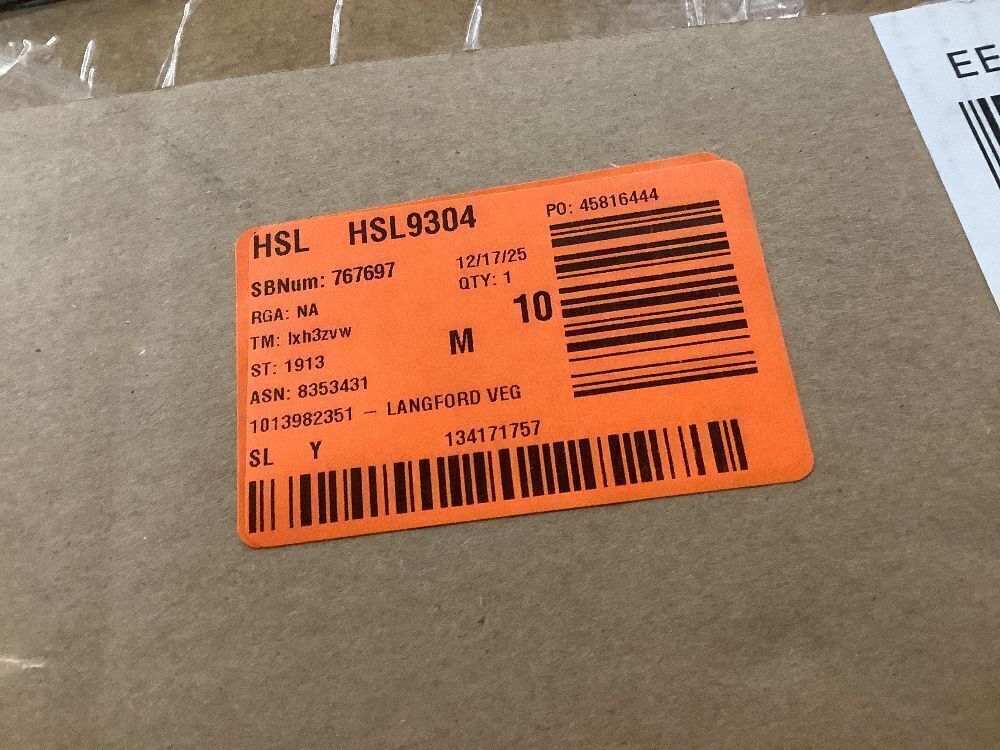 HSL HSL9304
PO: 45816444
SBNum: 767697
12/17/25
RGA: NA
QTY: 1
10
TM: lxh3zvw
M
ST: 1913
ASN: 8353431
1013982351 – LANGFORD VEG
SL Y
134171757
EE